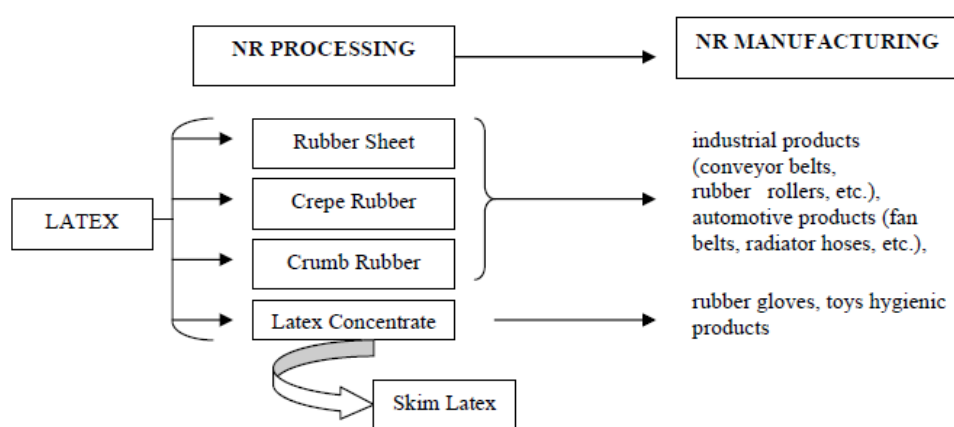 NR PROCESSING
NR MANUFACTURING
LATEX
Rubber Sheet
Crepe Rubber
Crumb Rubber
Latex Concentrate
Skim Latex
industrial products
(conveyor belts,
rubber rollers, etc.),
automotive products (fan
belts, radiator hoses, etc.),
rubber gloves, toys hygienic
products